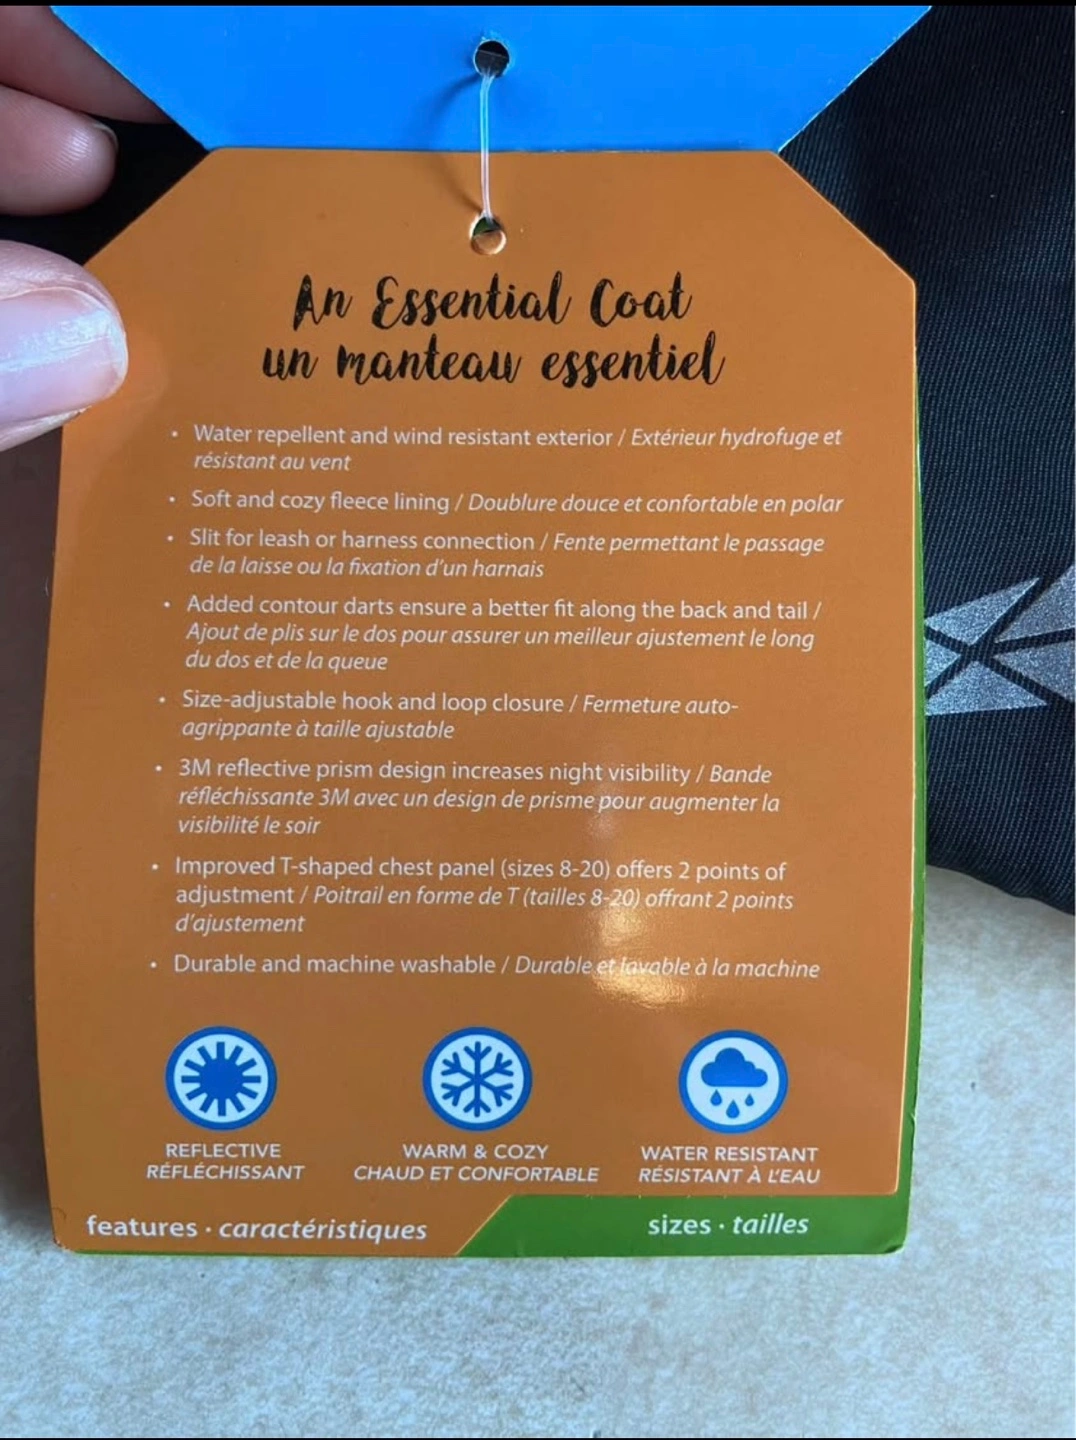 An Essential Coat
un manteau essentiel
• Water repellent and wind resistant exterior / Extérieur hydrofuge et
résistant au vent
• Soft and cozy fleece lining / Doublure douce et confortable en polar
• Slit for leash or harness connection / Fente permettant le passage
de la laisse ou la fixation d'un harnais
• Added contour darts ensure a better fit along the back and tail /
Ajout de plis sur le dos pour assurer un meilleur ajustement le long
du dos et de la queue
• Size-adjustable hook and loop closure / Fermeture auto-
agrippante à taille ajustable
• 3M reflective prism design increases night visibility / Bande
réfléchissante 3M avec un design de prisme pour augmenter la
visibilité le soir
• Improved T-shaped chest panel (sizes 8-20) offers 2 points of
adjustment / Poitrail en forme de T (tailles 8-20) offrant 2 points
d'ajustement
• Durable and machine washable / Durable et lavable à la machine
REFLECTIVE
RÉFLÉCHISSANT
WARM & COZY
CHAUD ET CONFORTABLE
WATER RESISTANT
RÉSISTANT À L'EAU
features · caractéristiques
sizes · tailles